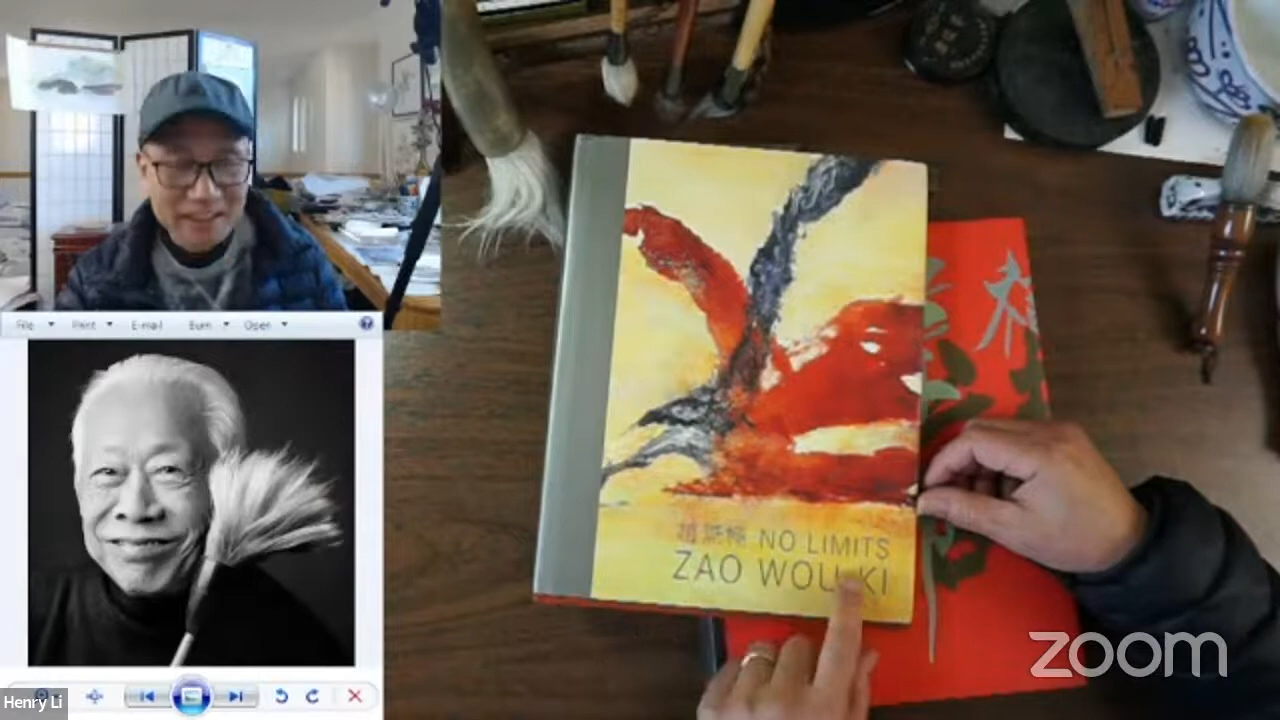 File Print E-mail Burn Open
趙無極 NO LIMITS
ZAO WOU-KI
zoom
Henry Li